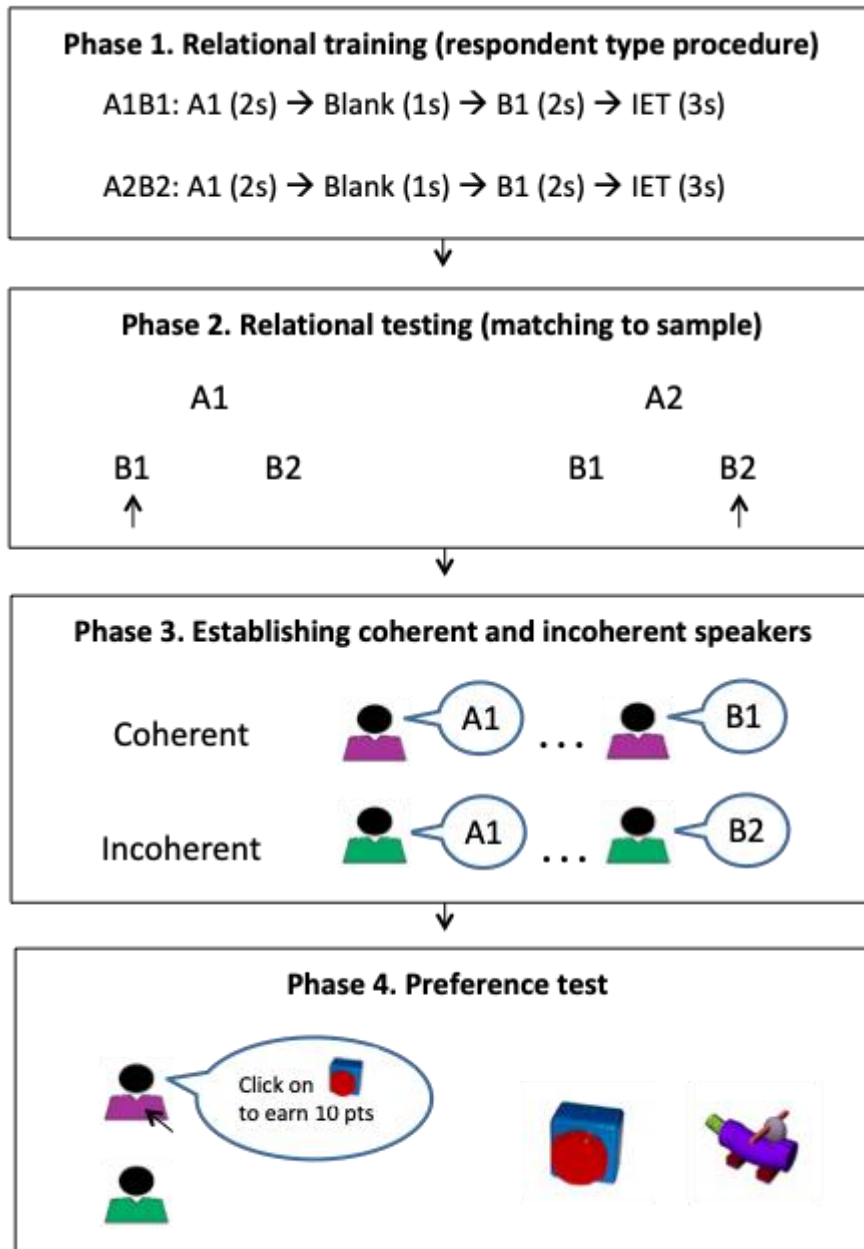 Phase 1. Relational training (respondent type procedure)
A1B1: A1 (2s) → Blank (1s) → B1 (2s) → IET (3s)
A2B2: A1 (2s) → Blank (1s) → B1 (2s) → IET (3s)
Phase 2. Relational testing (matching to sample)
A1 A2
B1 B2 B1 B2
Phase 3. Establishing coherent and incoherent speakers
Coherent A1 ... B1
Incoherent A1 ... B2
Phase 4. Preference test
Click on
to earn 10 pts